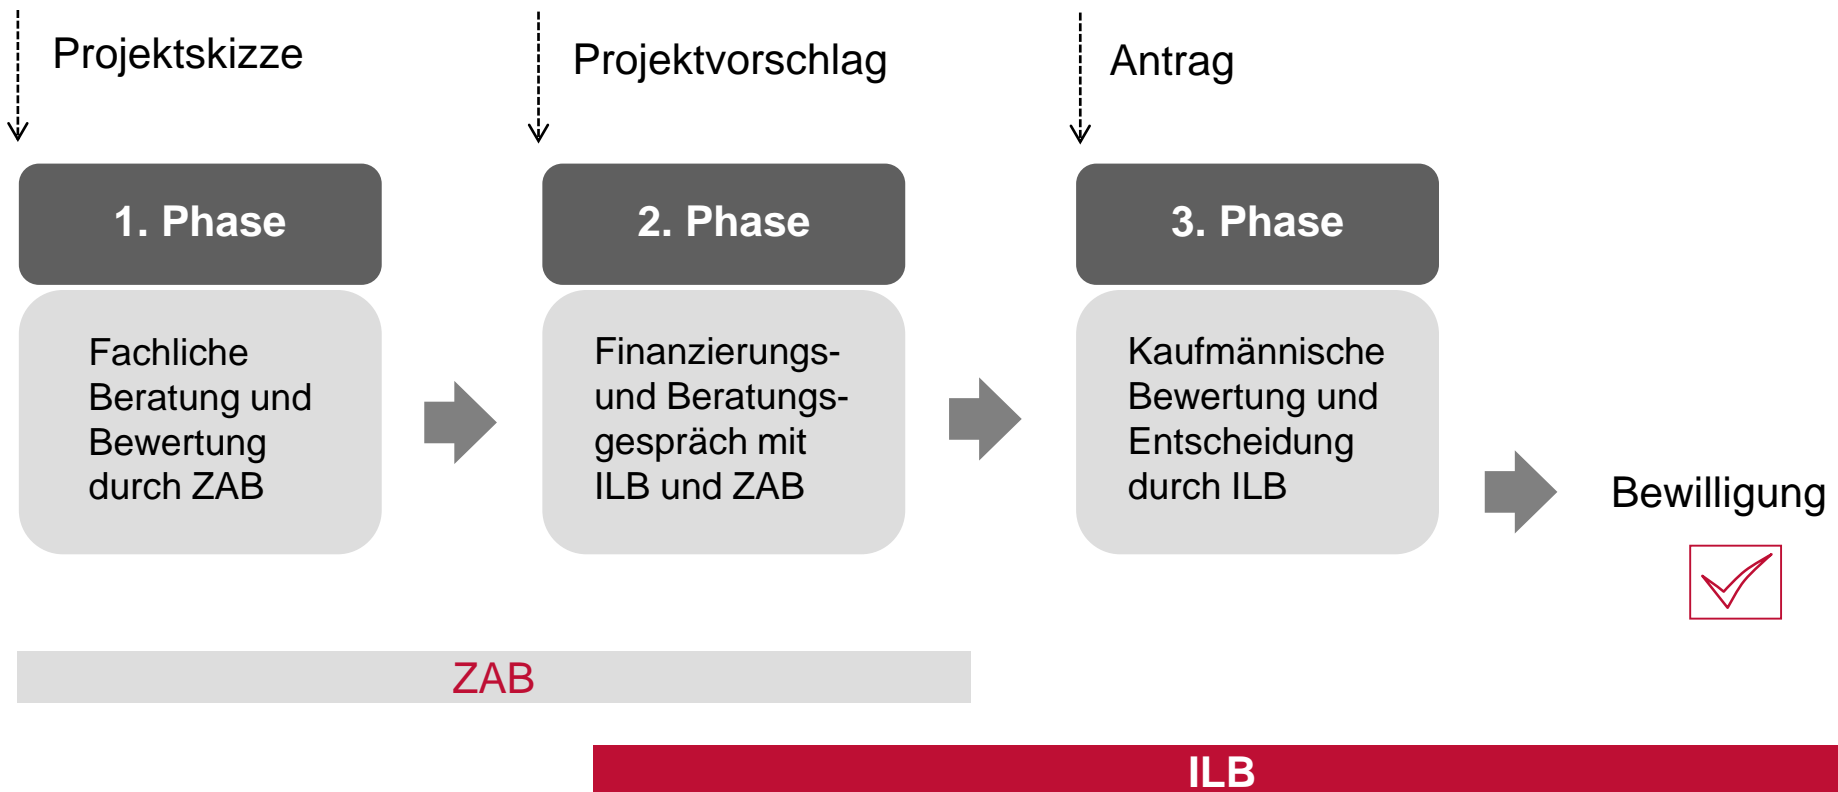 Projektskizze
Projektvorschlag
Antrag
1. Phase
2. Phase
3. Phase
Fachliche
Beratung und
Bewertung
durch ZAB
Finanzierungs-
und Beratungs-
gespräch mit
ILB und ZAB
Kaufmännische
Bewertung und
Entscheidung
durch ILB
Bewilligung
ZAB
ILB